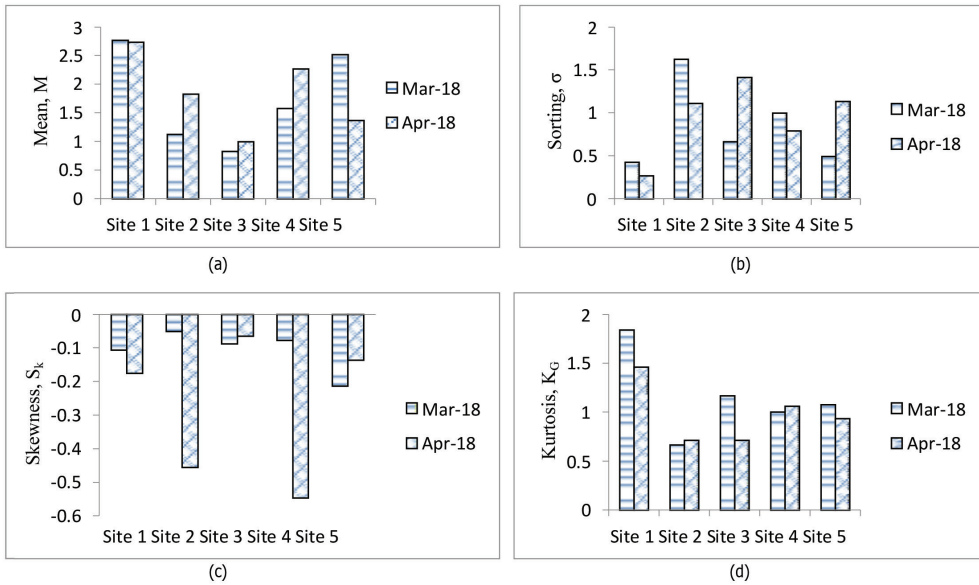 Mean, M
3
2.5
2
1.5
1
0.5
0
Site 1 Site 2 Site 3 Site 4 Site 5
Mar-18
Apr-18
(a)
Sorting, σ
2
1.5
1
0.5
0
Site 1 Site 2 Site 3 Site 4 Site 5
Mar-18
Apr-18
(b)
Skewness, Sk
0
-0.1
-0.2
-0.3
-0.4
-0.5
-0.6
Site 1 Site 2 Site 3 Site 4 Site 5
Mar-18
Apr-18
(c)
Kurtosis, KG
2
1.5
1
0.5
0
Site 1 Site 2 Site 3 Site 4 Site 5
Mar-18
Apr-18
(d)